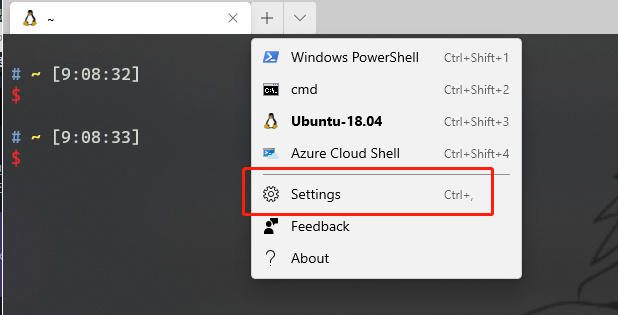 ~
# ~ [9:08:32]
$
# ~ [9:08:33]
$
Windows PowerShell Ctrl+Shift+1
cmd Ctrl+Shift+2
Ubuntu-18.04 Ctrl+Shift+3
Azure Cloud Shell Ctrl+Shift+4
Settings Ctrl+,
Feedback
About